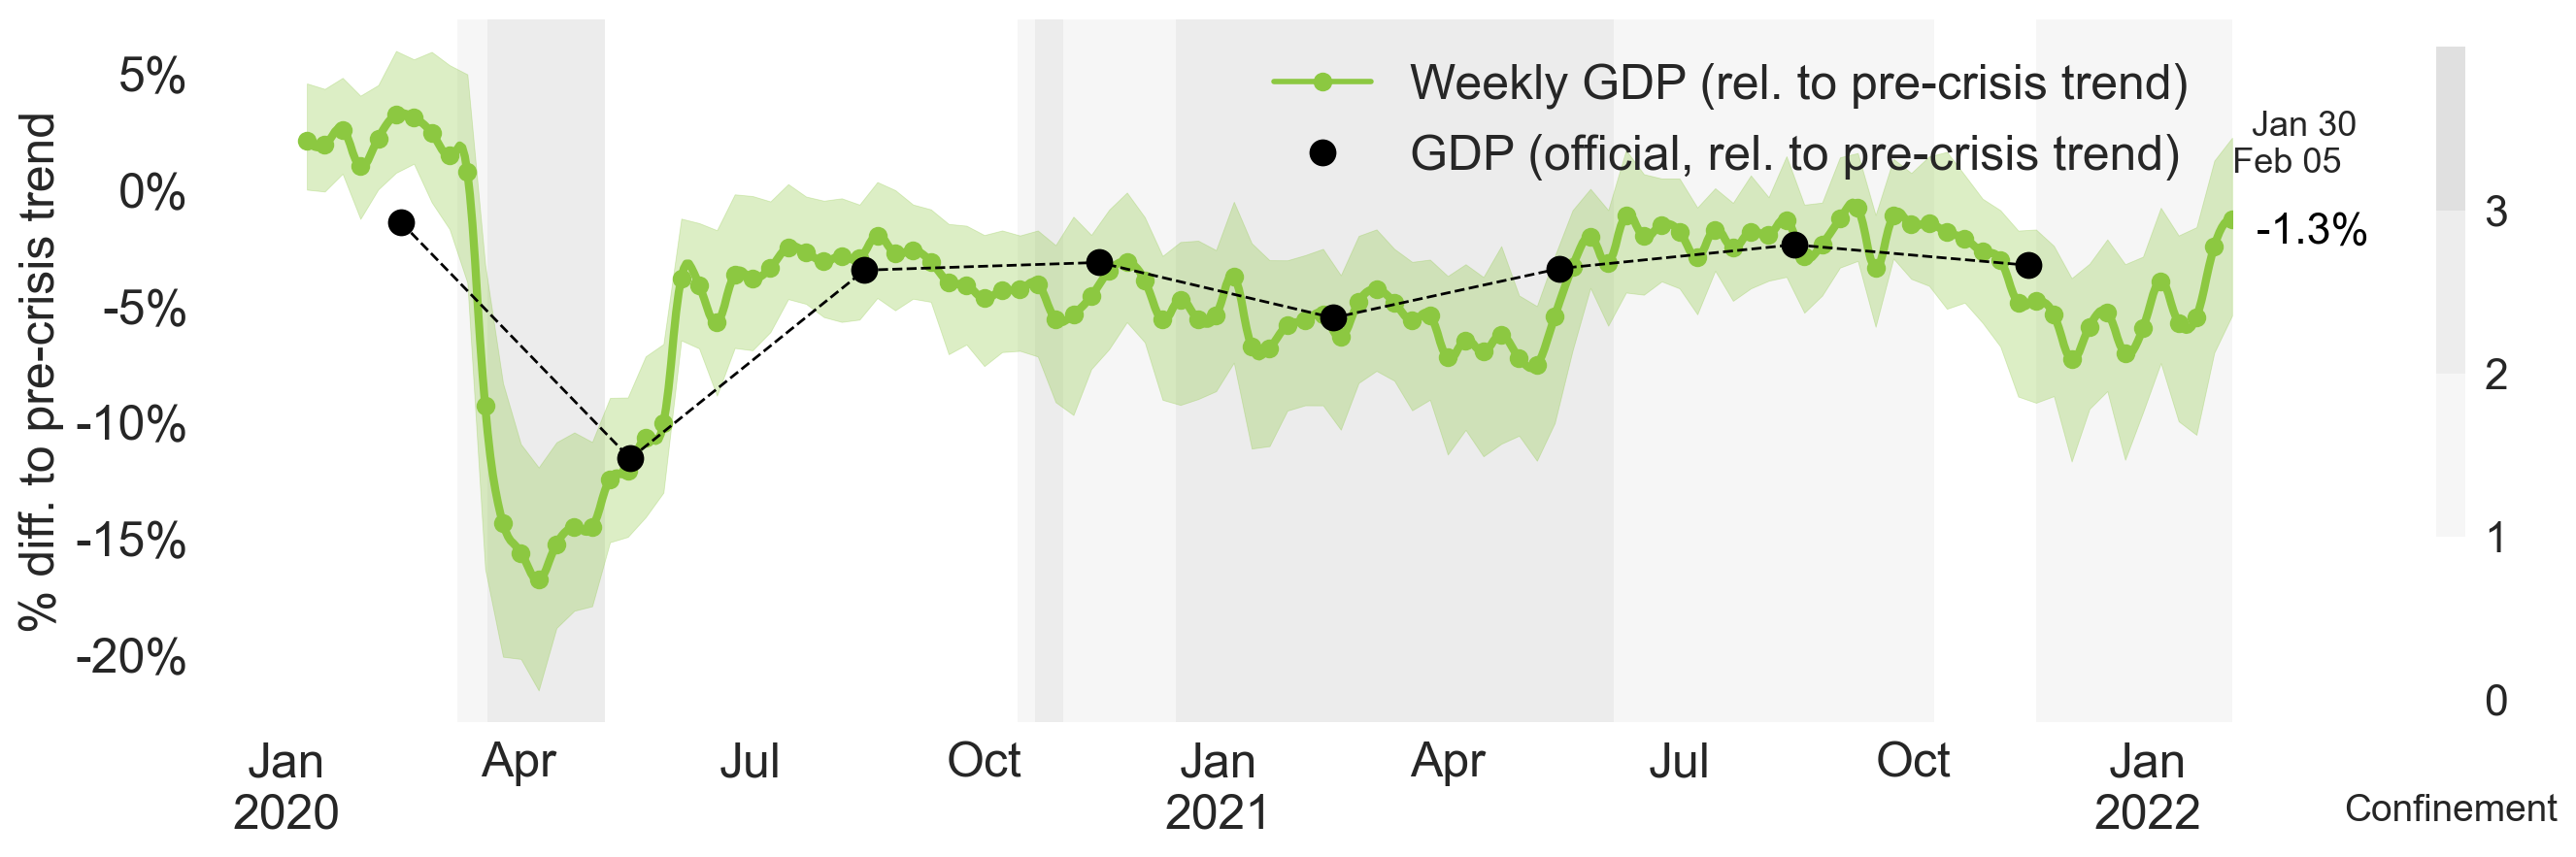 % diff. to pre-crisis trend
5%
0%
-5%
-10%
-15%
-20%
Weekly GDP (rel. to pre-crisis trend)
GDP (official, rel. to pre-crisis trend)
Jan 30
Feb 05
-1.3%
3
2
1
0
Jan Apr Jul Oct Jan Apr Jul Oct Jan
2020 2021 2022
Confinement